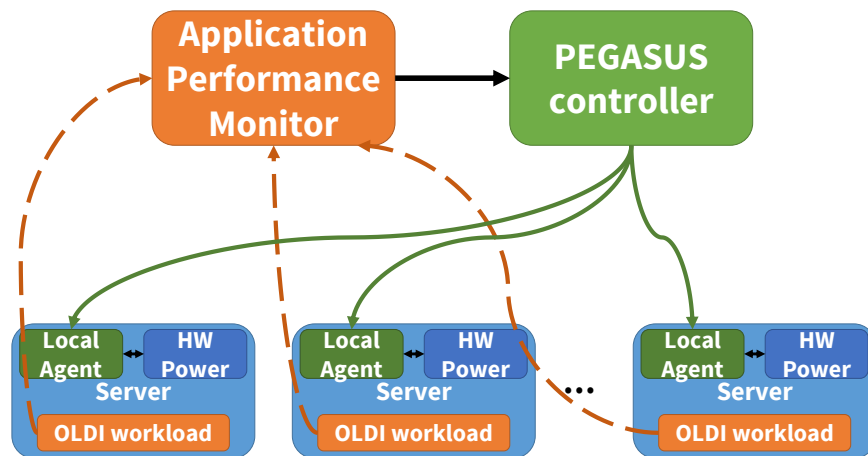 Application
Performance
Monitor
PEGASUS
controller
Local
Agent
HW
Power
Server
OLDI workload
Local
Agent
HW
Power
Server
OLDI workload
...
Local
Agent
HW
Power
Server
OLDI workload